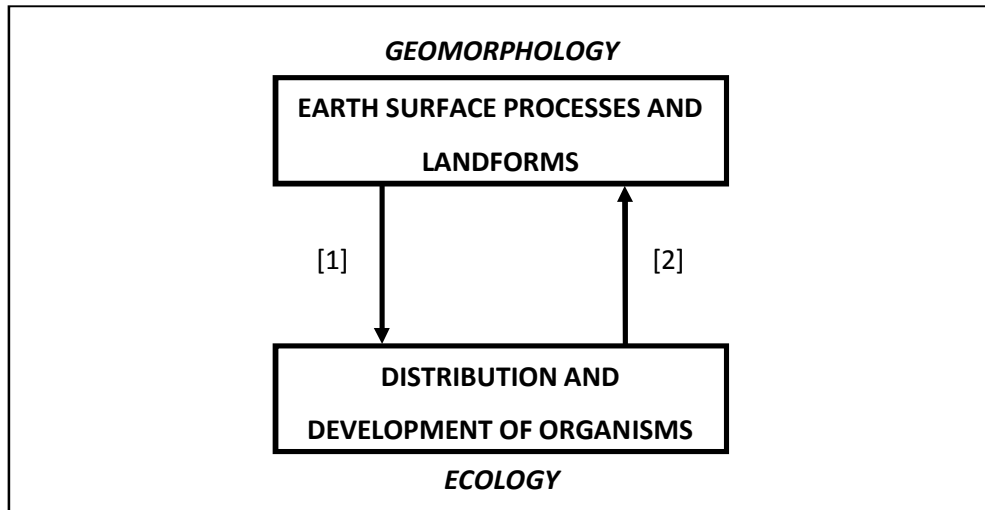 GEOMORPHOLOGY
EARTH SURFACE PROCESSES AND
LANDFORMS
[1]
[2]
DISTRIBUTION AND
DEVELOPMENT OF ORGANISMS
ECOLOGY